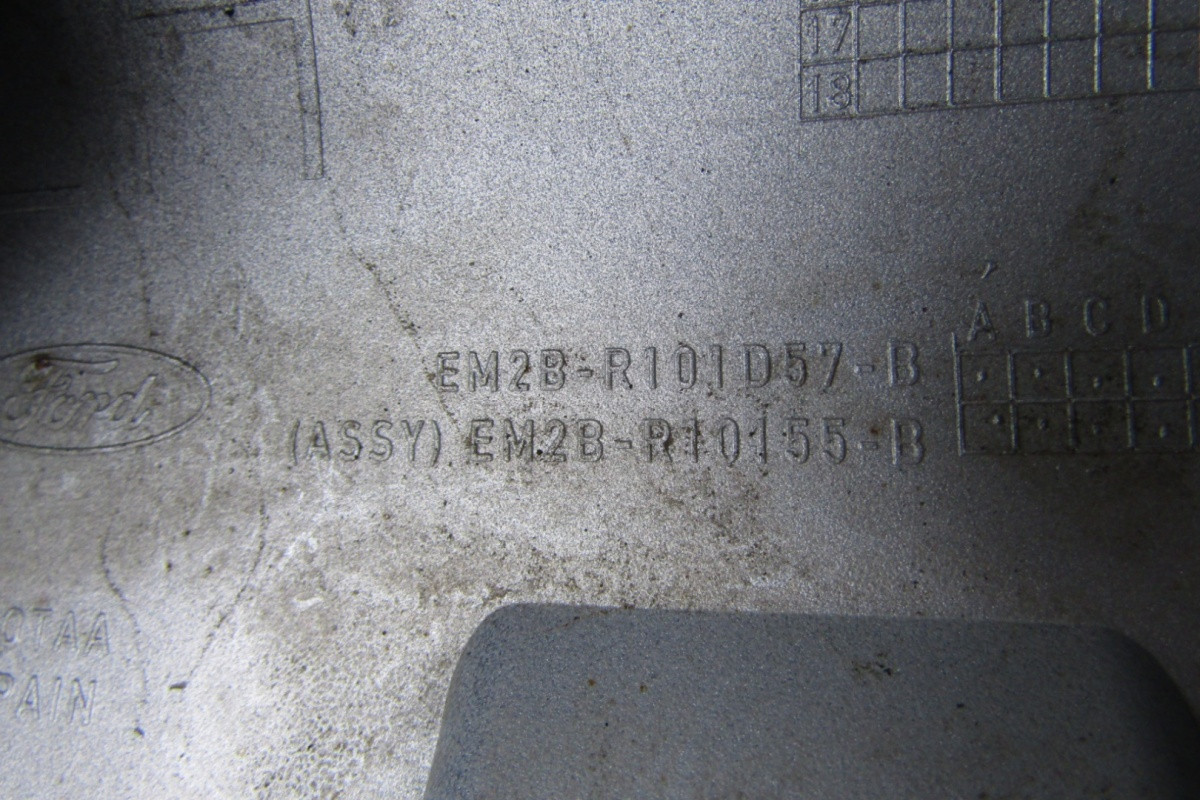 17
18
A B C D
Ford
EM2B-R101D57-B
(ASSY) EM2B-R10155-B